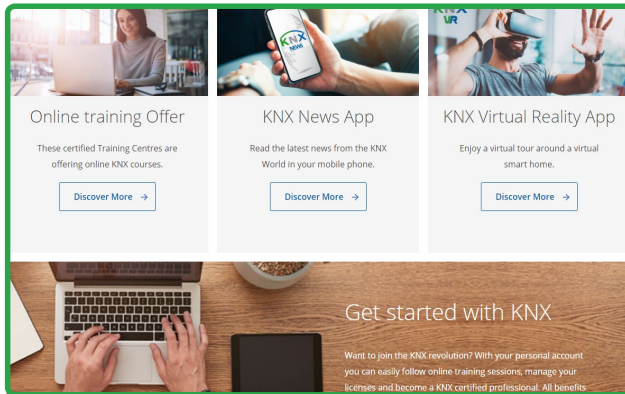 KNX
NEWS
KNX
VR
Online training Offer
These certified Training Centres are
offering online KNX courses.
Discover More →
KNX News App
Read the latest news from the KNX
World in your mobile phone.
Discover More →
KNX Virtual Reality App
Enjoy a virtual tour around a virtual
smart home.
Discover More →
Get started with KNX
Want to join the KNX revolution? With your personal account
you can easily follow online training sessions, manage your
licenses and become a KNX certified professional. All benefits